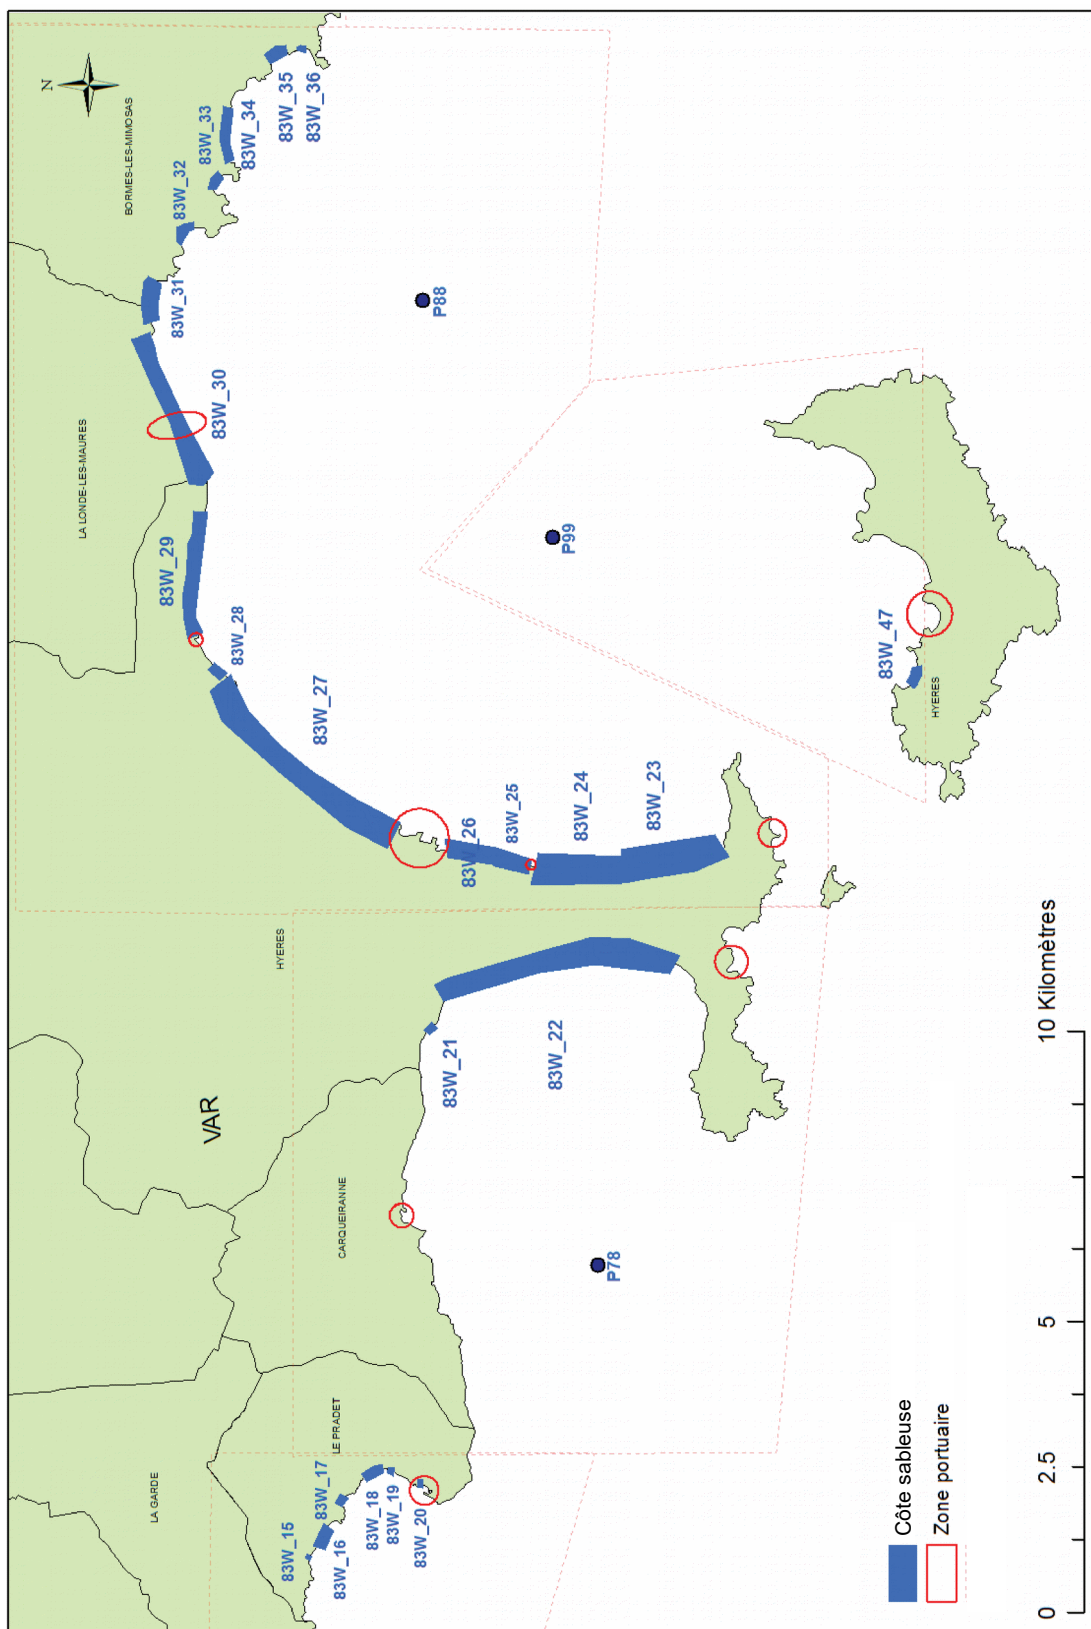 N
BORMES-LES-MIMOSAS
LA LONDE-LES-MAURES
HYERES
VAR
CARQUEIRANNE
LE PRADET
LA GARDE
HYERES
83W_15
83W_16
83W_17
83W_18
83W_19
83W_20
83W_21
83W_22
83W_23
83W_24
83W_25
83W_26
83W_27
83W_28
83W_29
83W_30
83W_31
83W_32
83W_33
83W_34
83W_35
83W_36
83W_47
P78
P99
P88
Côte sableuse
Zone portuaire
0 2.5 5 10 Kilomètres